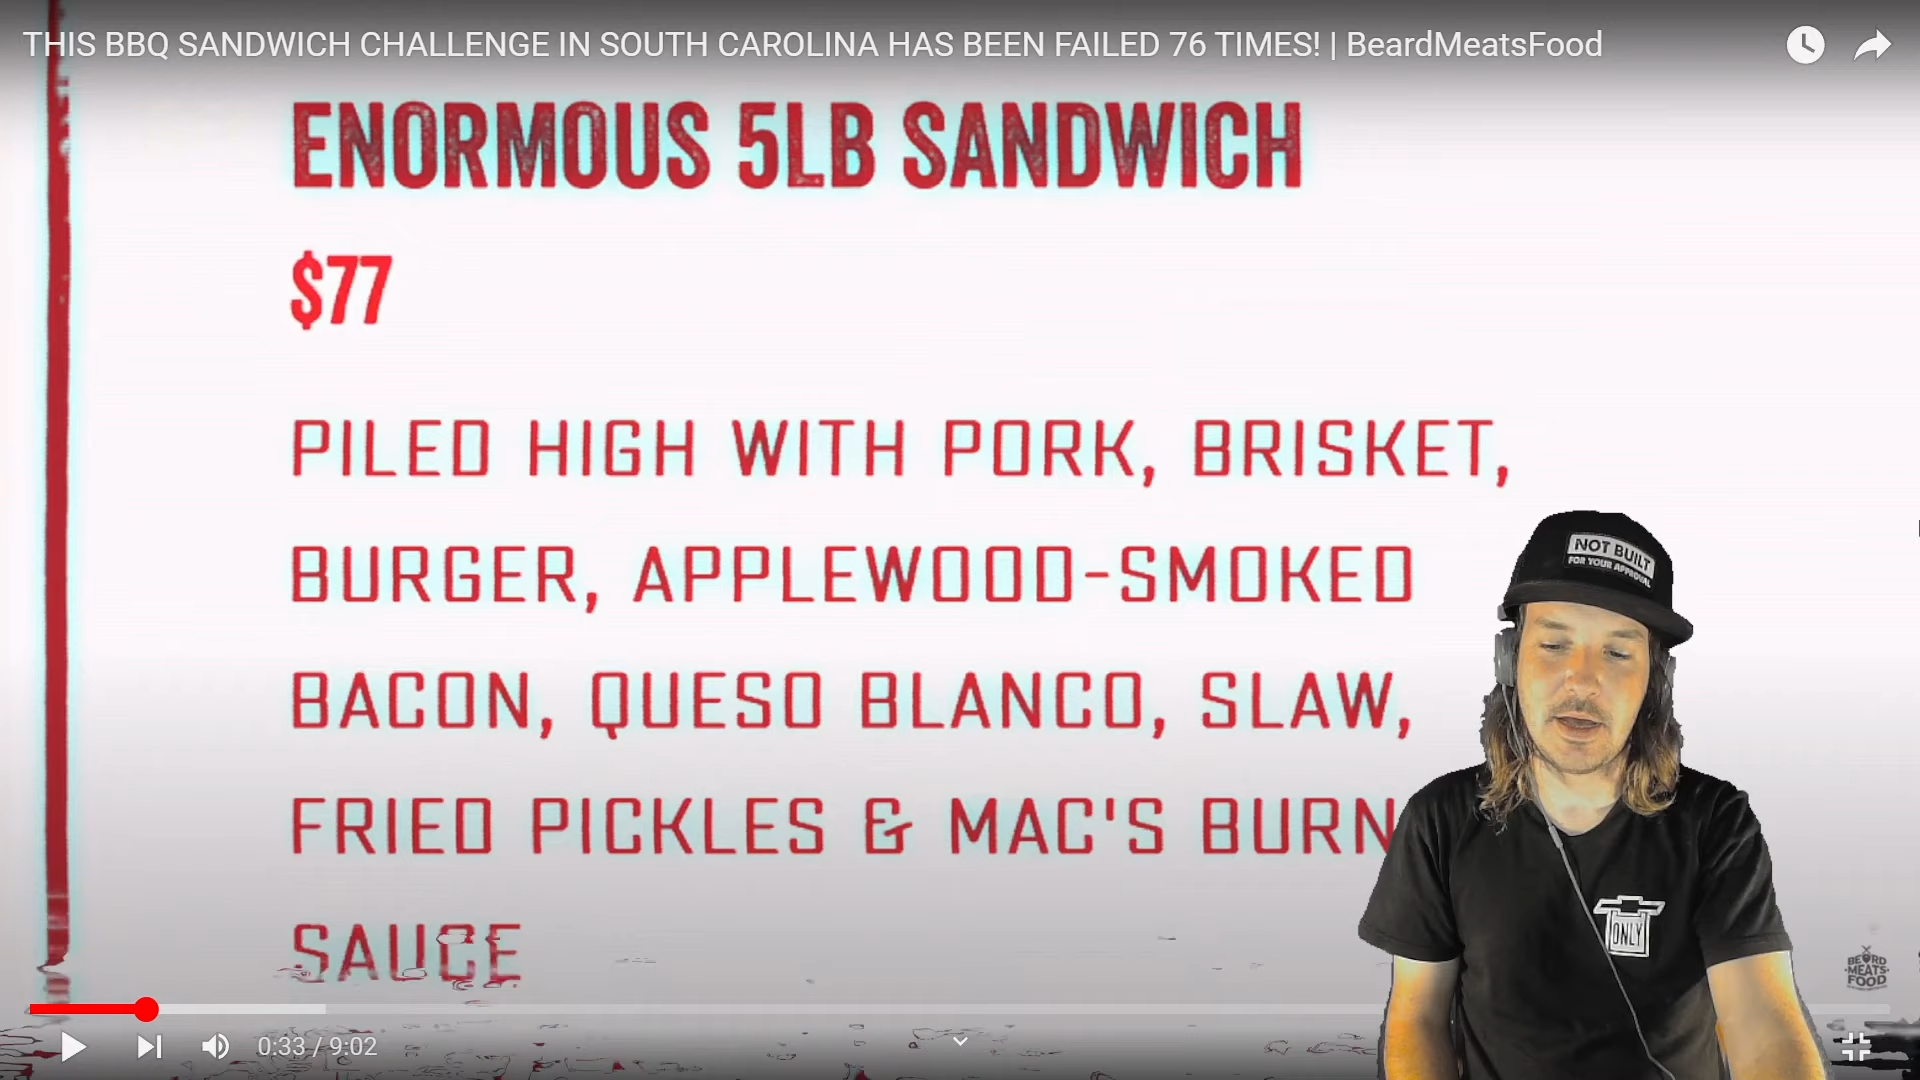 THIS BBQ SANDWICH CHALLENGE IN SOUTH CAROLINA HAS BEEN FAILED 76 TIMES! | BeardMeatsFood
ENORMOUS 5LB SANDWICH
$77
PILED HIGH WITH PORK, BRISKET,
BURGER, APPLEWOOD-SMOKED
BACON, QUESO BLANCO, SLAW,
FRIED PICKLES & MAC'S BURN
SAUCE
NOT BUILT
FOR YOUR APPROVAL
ONLY
BEARD
MEATS
FOOD
0:33 / 9:02